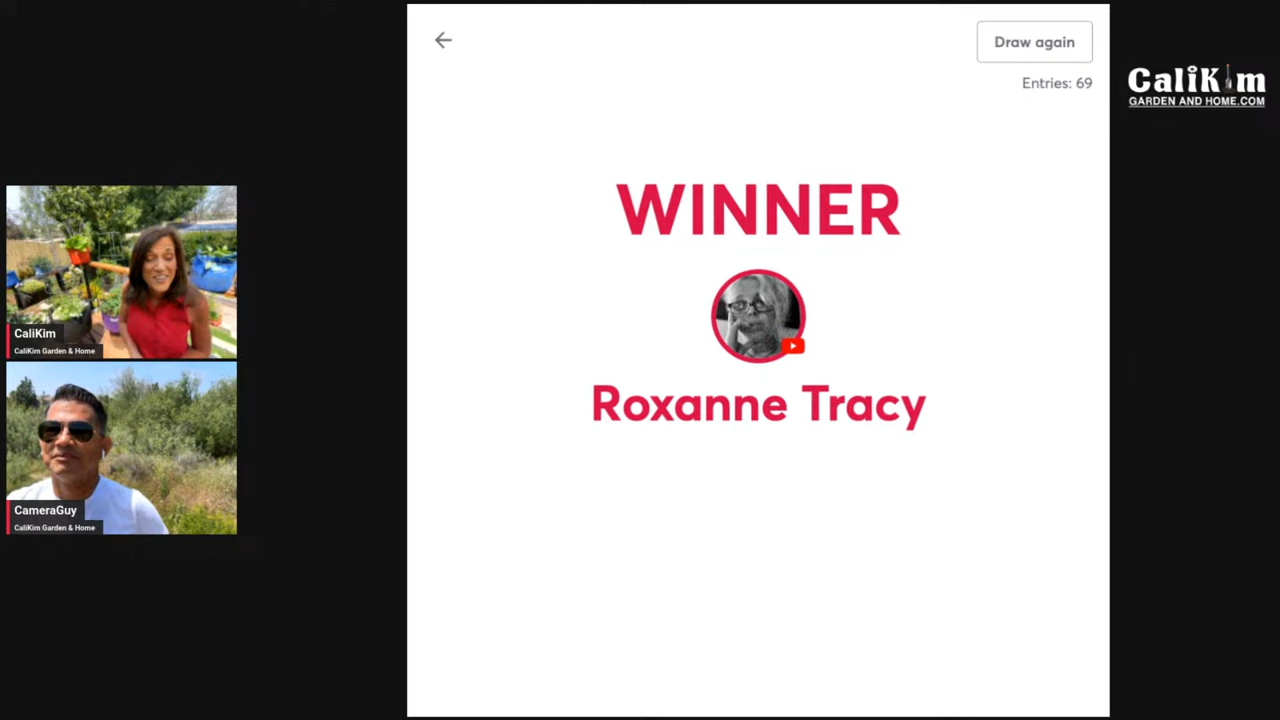 Draw again
Entries: 69
CaliKim
GARDEN AND HOME.COM
WINNER
Roxanne Tracy
CaliKim
CaliKim Garden & Home
CameraGuy
CaliKim Garden & Home